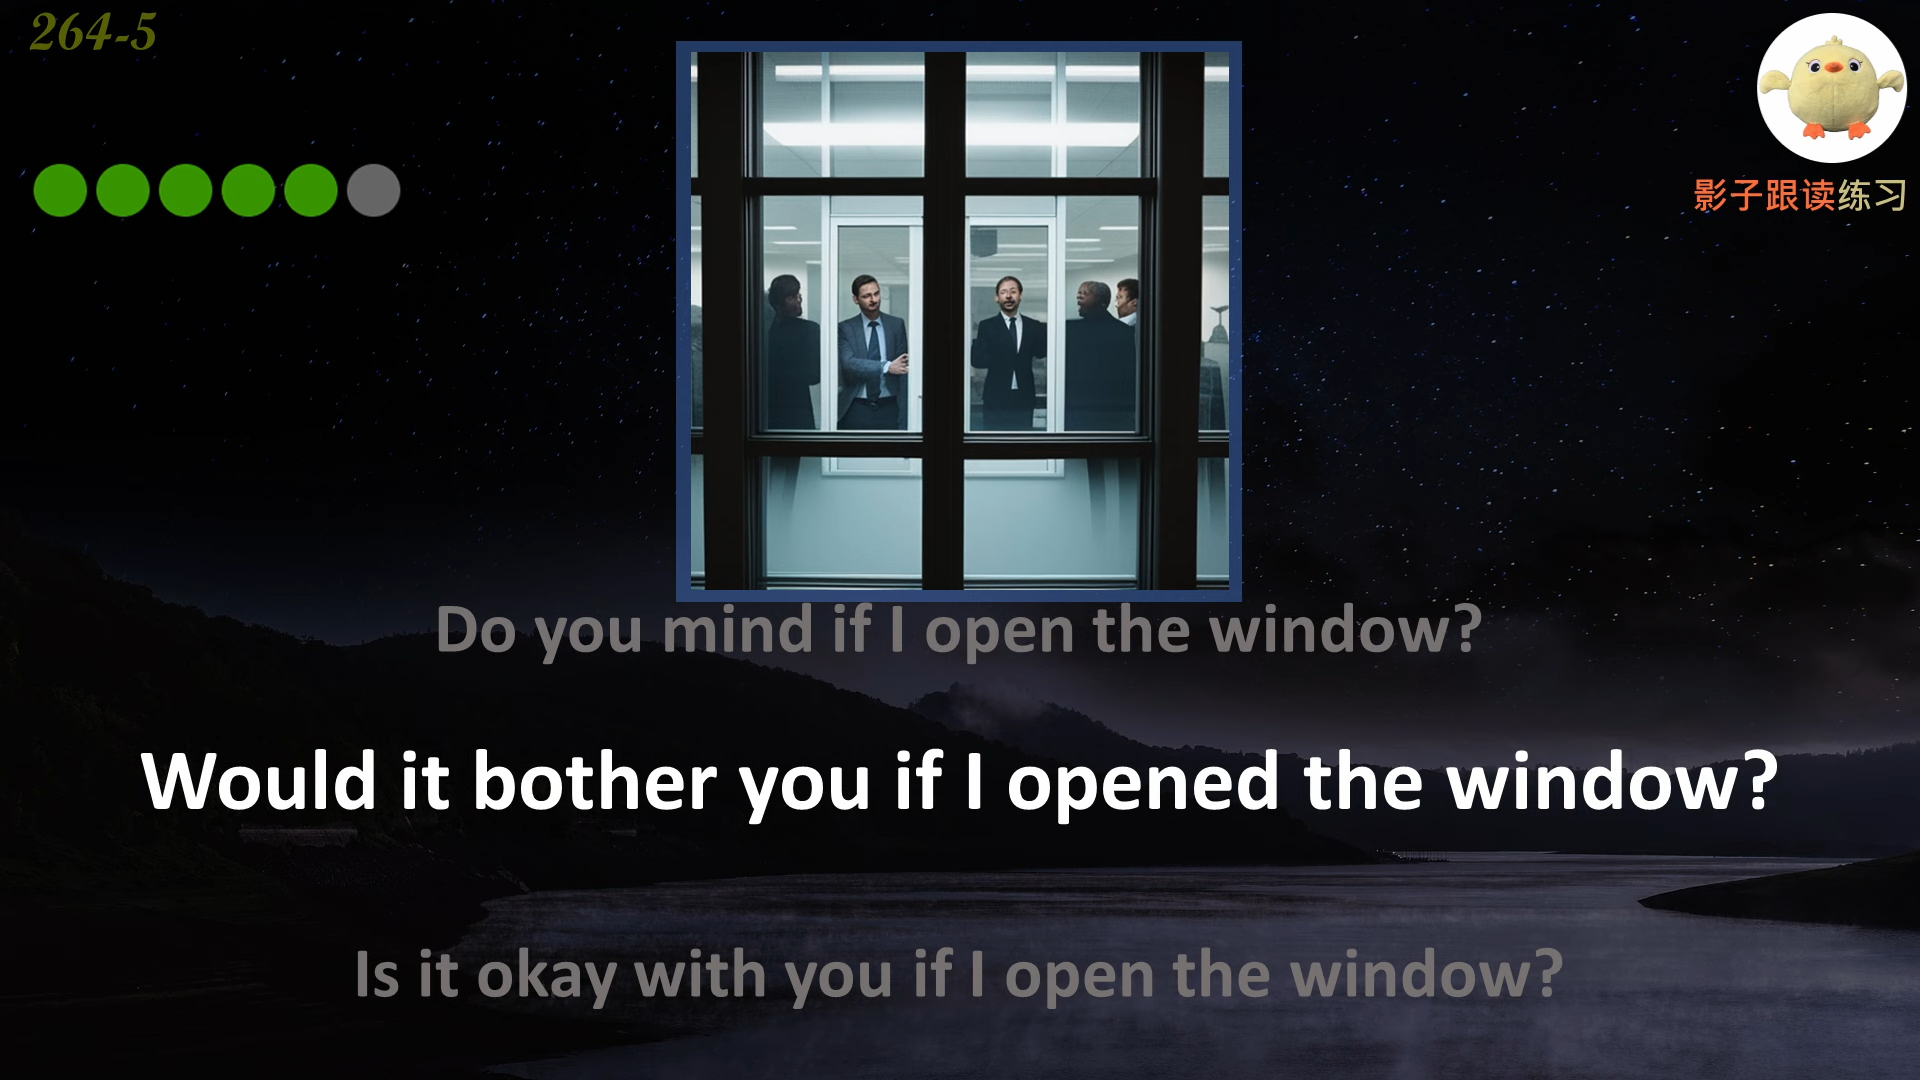 264-5
影子跟读练习
Do you mind if I open the window?
Would it bother you if I opened the window?
Is it okay with you if I open the window?